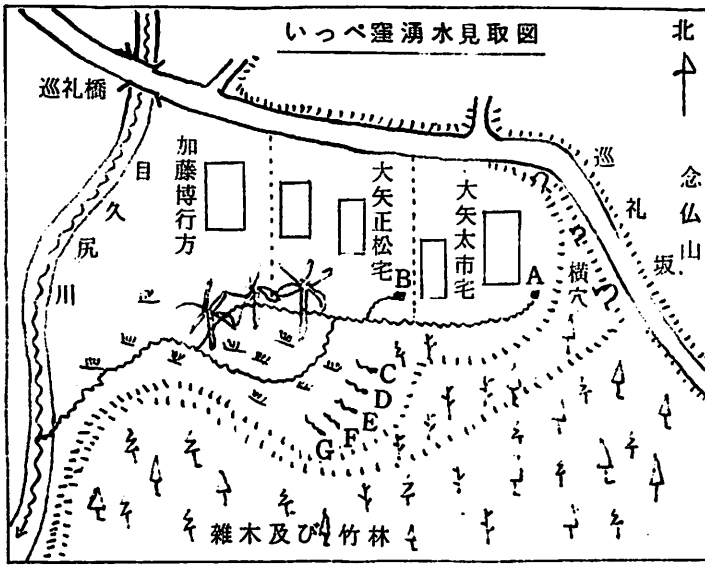 いっぺ窪湧水見取図
北
巡礼橋
目久尻川
加藤博行方
大矢正松宅
大矢太市宅
巡礼坂
念仏山
横穴
A
B
C
D
E
F
G
雑木及び竹林